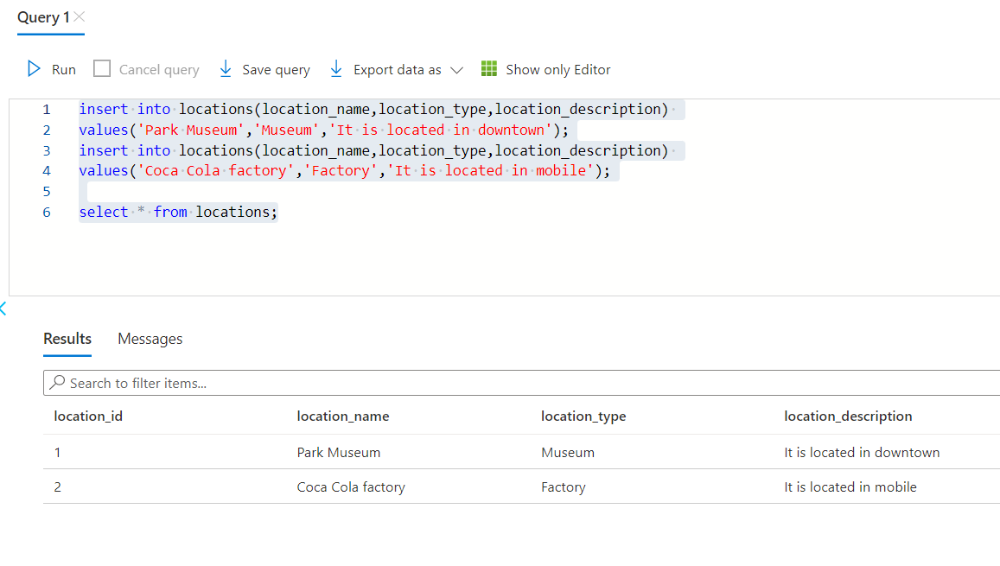 Query 1
Run Cancel query Save query Export data as Show only Editor
1 insert into locations(location_name,location_type,location_description)
2 values('Park Museum','Museum','It is located in downtown');
3 insert into locations(location_name,location_type,location_description)
4 values('Coca Cola factory','Factory','It is located in mobile');
5
6 select * from locations;
Results Messages
Search to filter items...
location_id location_name location_type location_description
1 Park Museum Museum It is located in downtown
2 Coca Cola factory Factory It is located in mobile